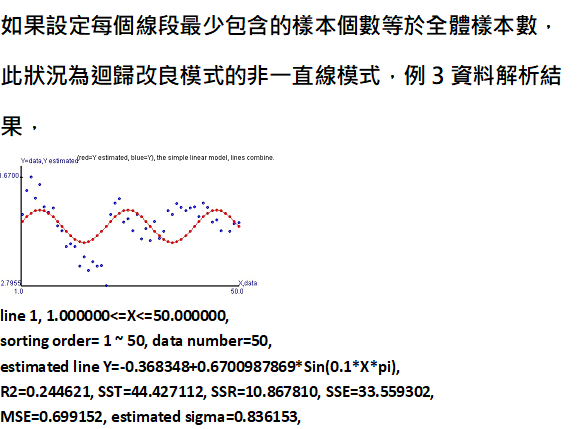 如果設定每個線段最少包含的樣本個數等於全體樣本數，
此狀況為迴歸改良模式的非一直線模式，例 3 資料解析結
果，
Y=data,Y estimated
(red=Y estimated, blue=Y), the simple linear model, lines combine.
1.6700
2.7955
X,data
1.0
50.0
line 1, 1.000000<=X<=50.000000,
sorting order= 1 ~ 50, data number=50,
estimated line Y=-0.368348+0.6700987869*Sin(0.1*X*pi),
R2=0.244621, SST=44.427112, SSR=10.867810, SSE=33.559302,
MSE=0.699152, estimated sigma=0.836153,